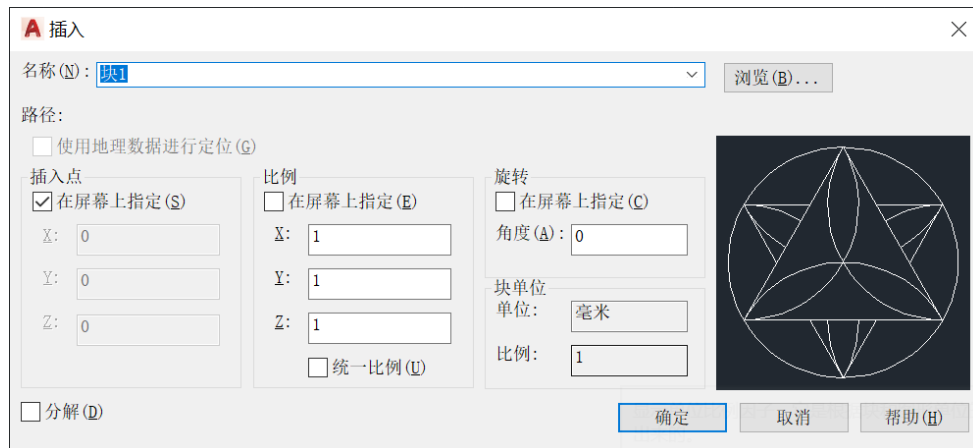 插入
名称(N): 块1 浏览(B)...
路径:
使用地理数据进行定位(G)
插入点 比例 旋转
在屏幕上指定(S) 在屏幕上指定(E) 在屏幕上指定(C)
X: 0 X: 1 角度(A): 0
Y: 0 Y: 1 块单位
单位: 毫米
Z: 0 Z: 1
比例: 1
统一比例(U)
分解(D) 确定 取消 帮助(H)